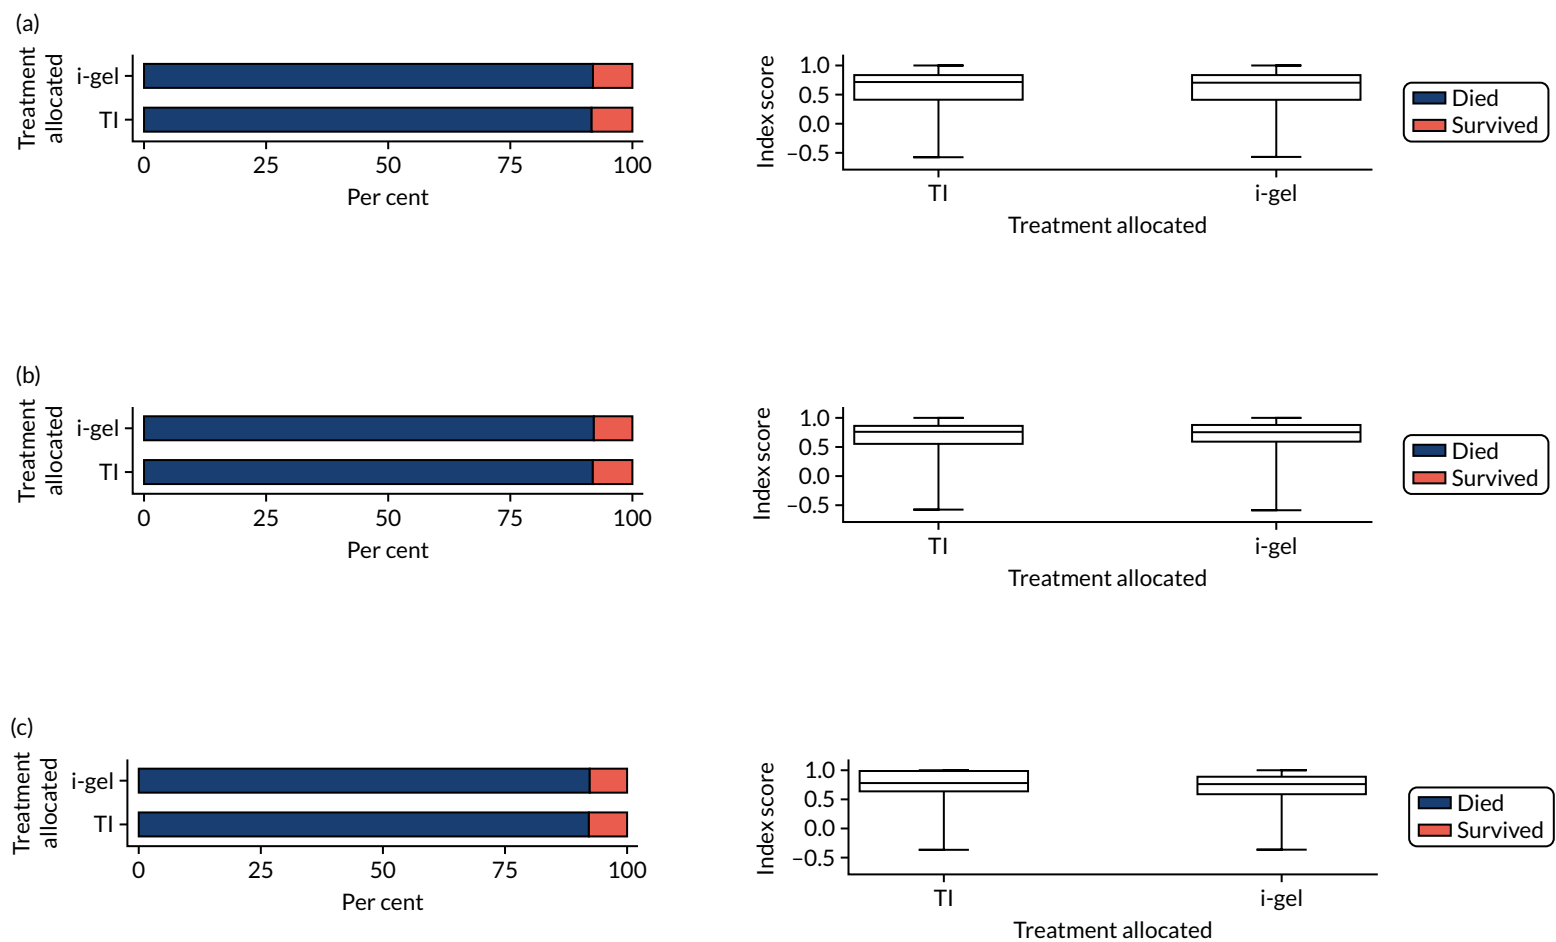 (a)
Treatment
allocated
i-gel
TI
0 25 50 75 100
Per cent
Index score
1.0
0.5
0.0
–0.5
TI i-gel
Treatment allocated
Died
Survived
(b)
Treatment
allocated
i-gel
TI
0 25 50 75 100
Per cent
Index score
1.0
0.5
0.0
–0.5
TI i-gel
Treatment allocated
Died
Survived
(c)
Treatment
allocated
i-gel
TI
0 25 50 75 100
Per cent
Index score
1.0
0.5
0.0
–0.5
TI i-gel
Treatment allocated
Died
Survived